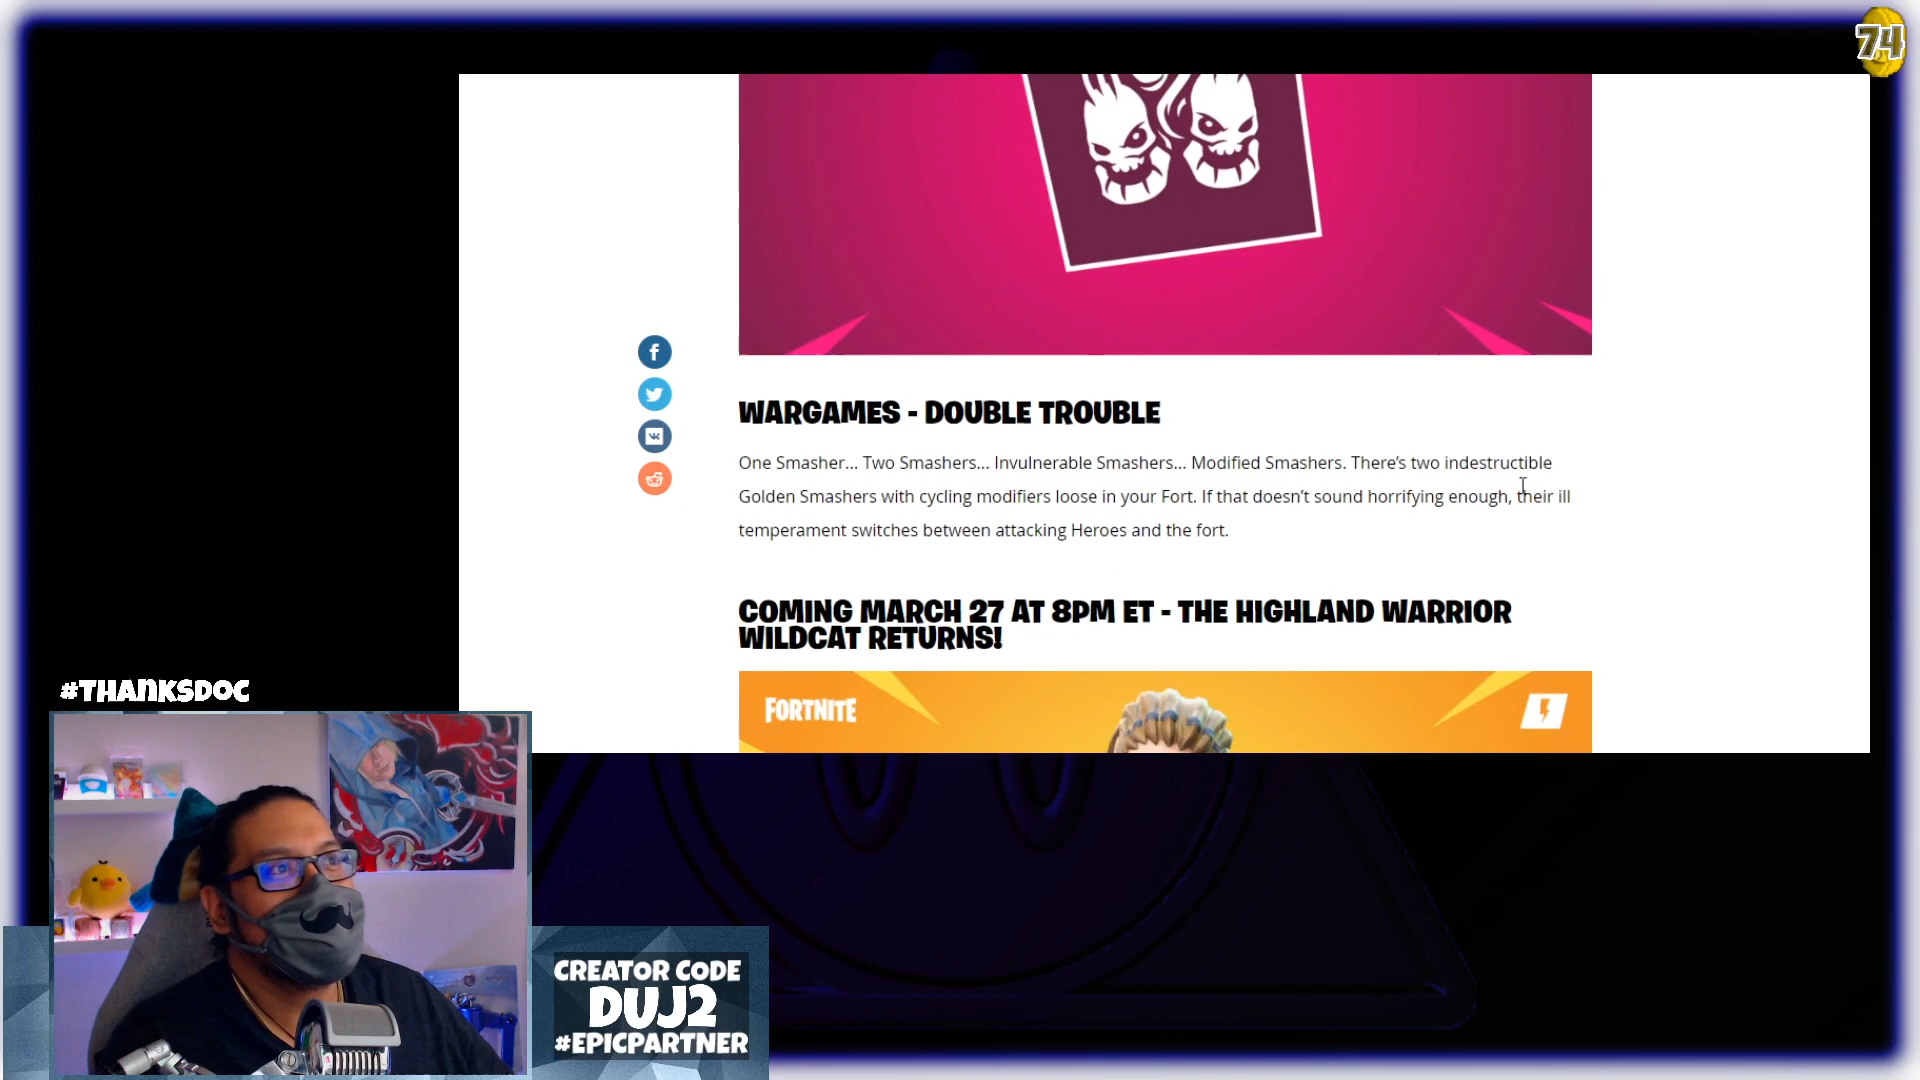 74
WARGAMES - DOUBLE TROUBLE
One Smasher... Two Smashers... Invulnerable Smashers... Modified Smashers. There's two indestructible
Golden Smashers with cycling modifiers loose in your Fort. If that doesn't sound horrifying enough, their ill
temperament switches between attacking Heroes and the fort.
COMING MARCH 27 AT 8PM ET - THE HIGHLAND WARRIOR
WILDCAT RETURNS!
FORTNITE
#THANKSDOC
CREATOR CODE
DUJ2
#EPICPARTNER